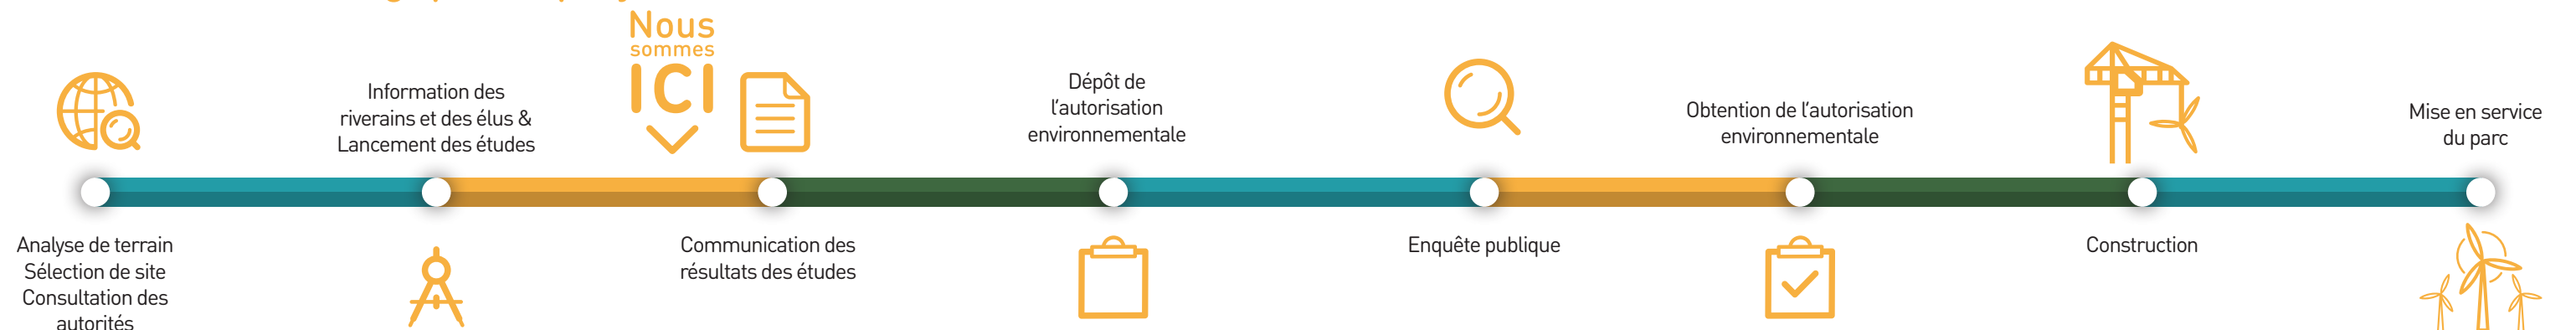 Nous
sommes
ICI
Information des
riverains et des élus &
Lancement des études
Dépôt de
l'autorisation
environnementale
Obtention de l'autorisation
environnementale
Mise en service
du parc
Analyse de terrain
Sélection de site
Consultation des
autorités
Communication des
résultats des études
Enquête publique
Construction